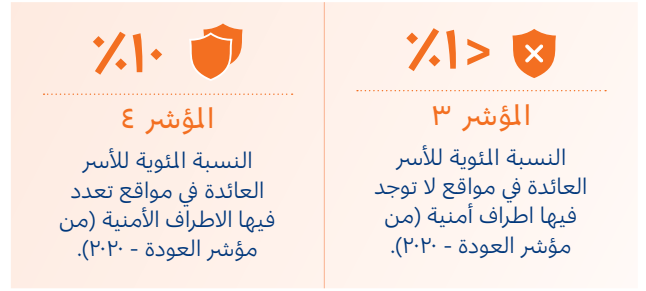 <١٪
المؤشر ٣
النسبة المئوية للأسر
العائدة في مواقع لا توجد
فيها اطراف أمنية (من
مؤشر العودة - ٢٠٢٠).
١٠٪
المؤشر ٤
النسبة المئوية للأسر
العائدة في مواقع تعدد
فيها الاطراف الأمنية (من
مؤشر العودة - ٢٠٢٠).